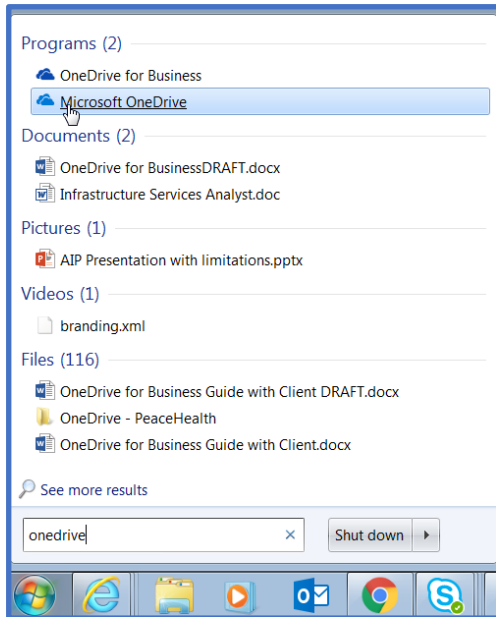 Programs (2)
OneDrive for Business
Microsoft OneDrive
Documents (2)
OneDrive for BusinessDRAFT.docx
Infrastructure Services Analyst.doc
Pictures (1)
AIP Presentation with limitations.pptx
Videos (1)
branding.xml
Files (116)
OneDrive for Business Guide with Client DRAFT.docx
OneDrive - PeaceHealth
OneDrive for Business Guide with Client.docx
See more results
onedrive
Shut down